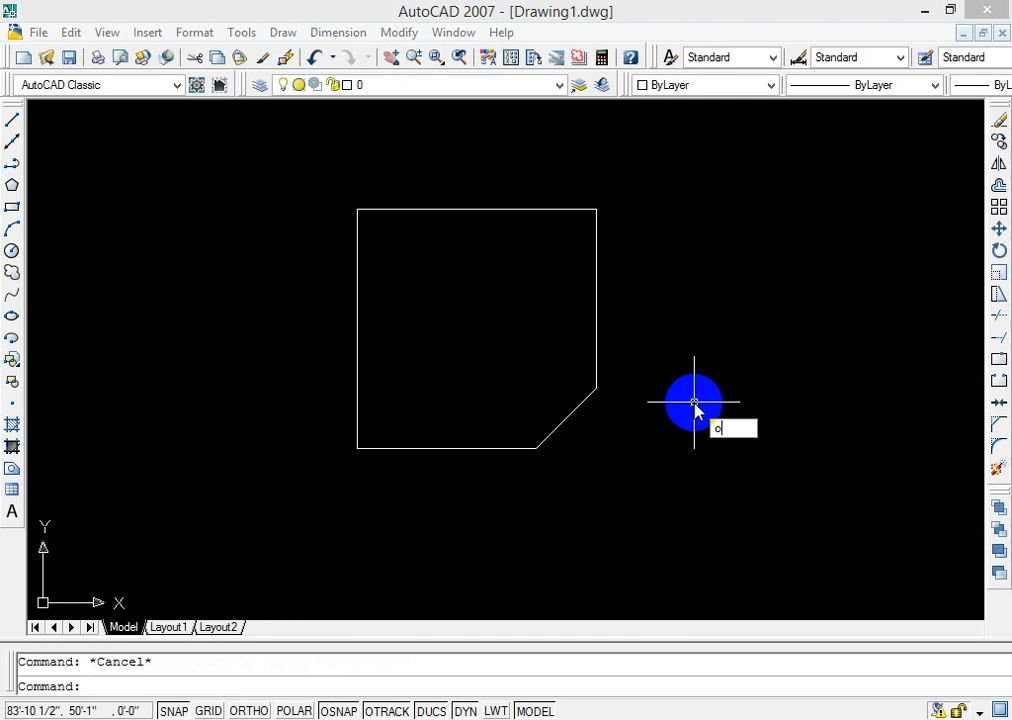 AutoCAD 2007 - [Drawing1.dwg]
File Edit View Insert Format Tools Draw Dimension Modify Window Help
Standard Standard Standard
AutoCAD Classic 0 ByLayer ByLayer ByL
o
Y
X
A
Model Layout1 Layout2
Command: *Cancel*
Command:
83'-10 1/2", 50'-1" , 0'-0" SNAP GRID ORTHO POLAR OSNAP OTRACK DUCS DYN LWT MODEL